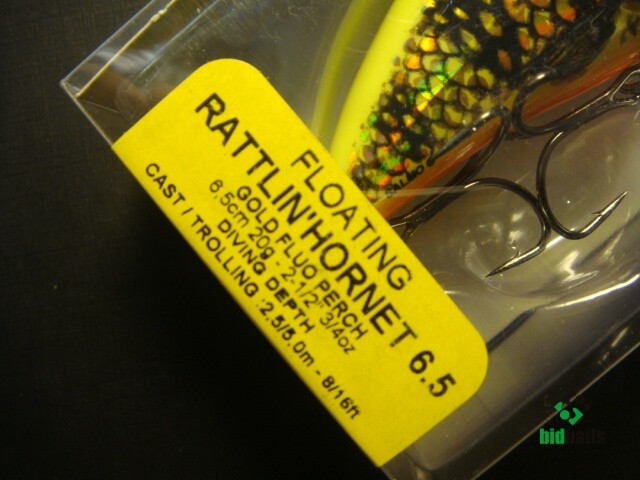 FLOATING
RATTLIN'HORNET 6.5
GOLD FLUO PERCH
6.5cm 20g - 2-1/2" 3/4oz
DIVING DEPTH
CAST / TROLLING :2.5/5.0m - 8/16ft
bidbaits